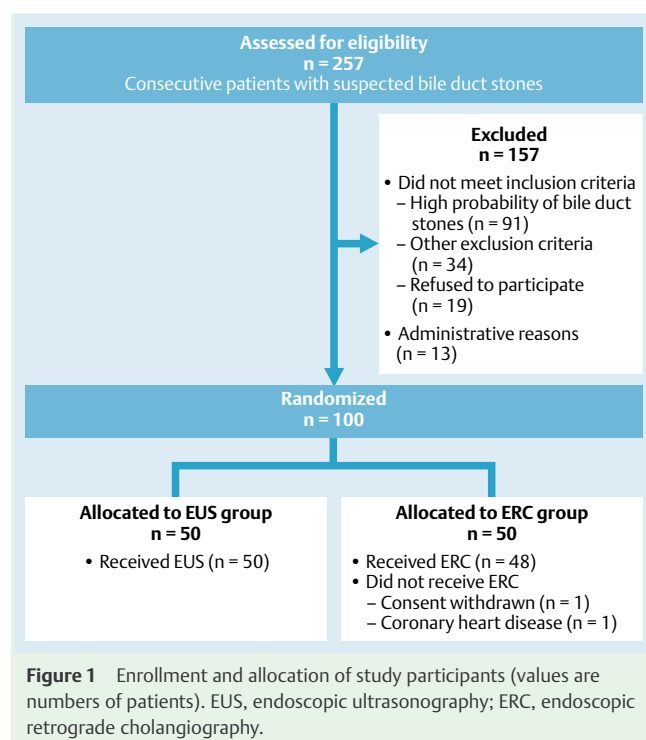 Assessed for eligibility
n = 257
Consecutive patients with suspected bile duct stones
Excluded
n = 157
• Did not meet inclusion criteria
– High probability of bile duct
stones (n = 91)
– Other exclusion criteria
(n = 34)
– Refused to participate
(n = 19)
• Administrative reasons
(n = 13)
Randomized
n = 100
Allocated to EUS group
n = 50
• Received EUS (n = 50)
Allocated to ERC group
n = 50
• Received ERC (n = 48)
• Did not receive ERC
– Consent withdrawn (n = 1)
– Coronary heart disease (n = 1)
Figure 1 Enrollment and allocation of study participants (values are
numbers of patients). EUS, endoscopic ultrasonography; ERC, endoscopic
retrograde cholangiography.